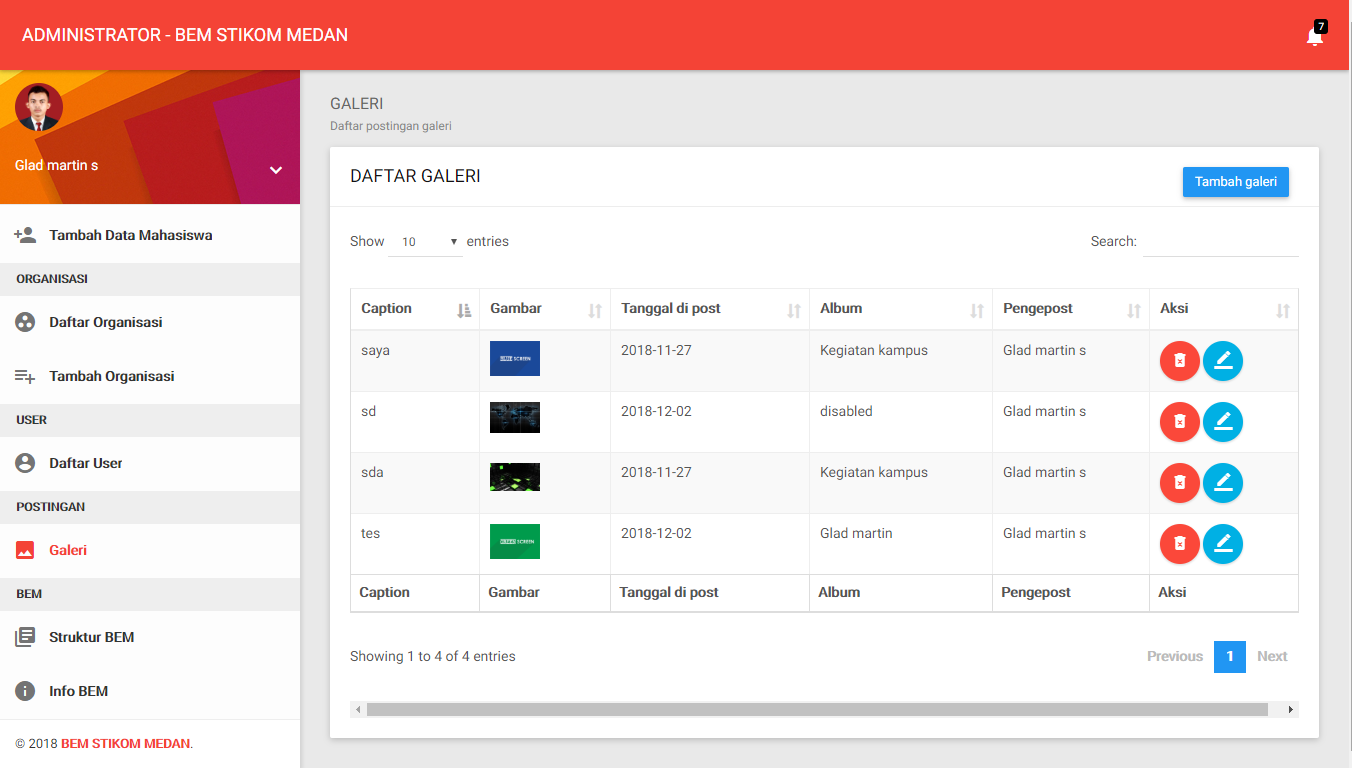 ADMINISTRATOR - BEM STIKOM MEDAN
7
Glad martin s
Tambah Data Mahasiswa
ORGANISASI
Daftar Organisasi
Tambah Organisasi
USER
Daftar User
POSTINGAN
Galeri
BEM
Struktur BEM
Info BEM
© 2018 BEM STIKOM MEDAN.
GALERI
Daftar postingan galeri
DAFTAR GALERI
Tambah galeri
Show 10 entries
Search:
Caption Gambar Tanggal di post Album Pengepost Aksi
saya 2018-11-27 Kegiatan kampus Glad martin s
sd 2018-12-02 disabled Glad martin s
sda 2018-11-27 Kegiatan kampus Glad martin s
tes 2018-12-02 Glad martin Glad martin s
Caption Gambar Tanggal di post Album Pengepost Aksi
Showing 1 to 4 of 4 entries
Previous 1 Next